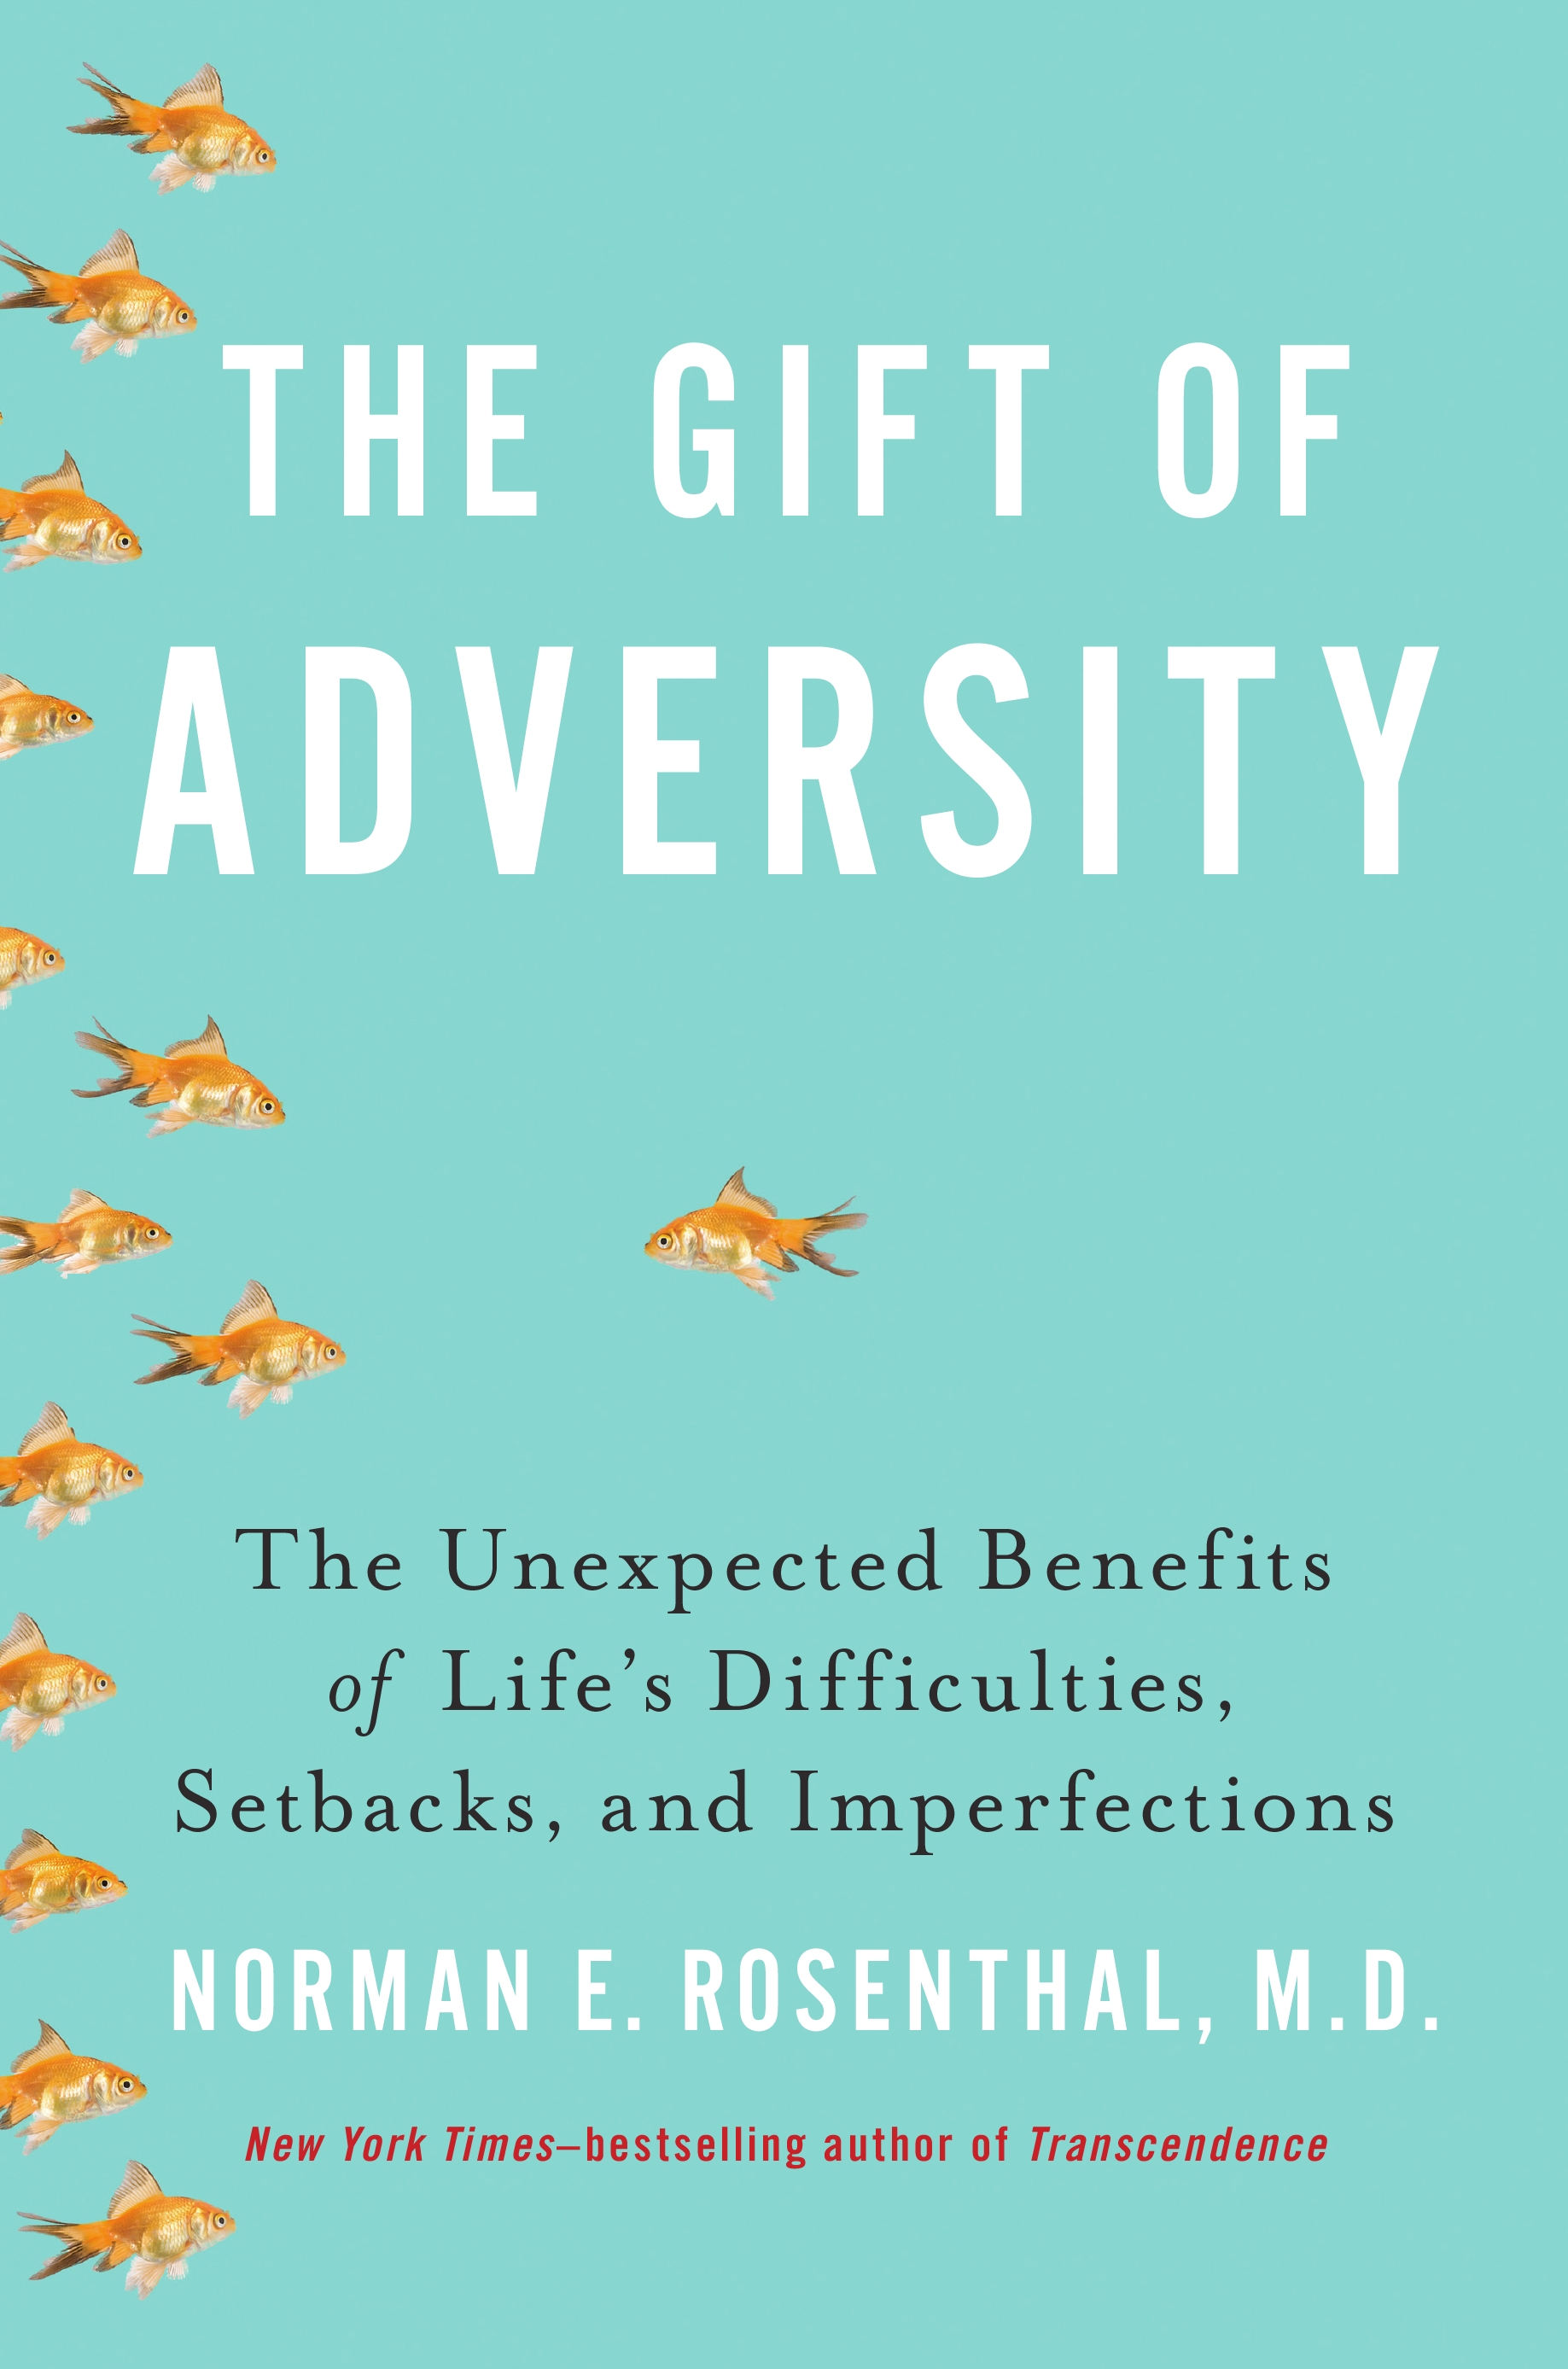 THE GIFT OF
ADVERSITY
The Unexpected Benefits
of Life’s Difficulties,
Setbacks, and Imperfections
NORMAN E. ROSENTHAL, M.D.
New York Times–bestselling author of Transcendence